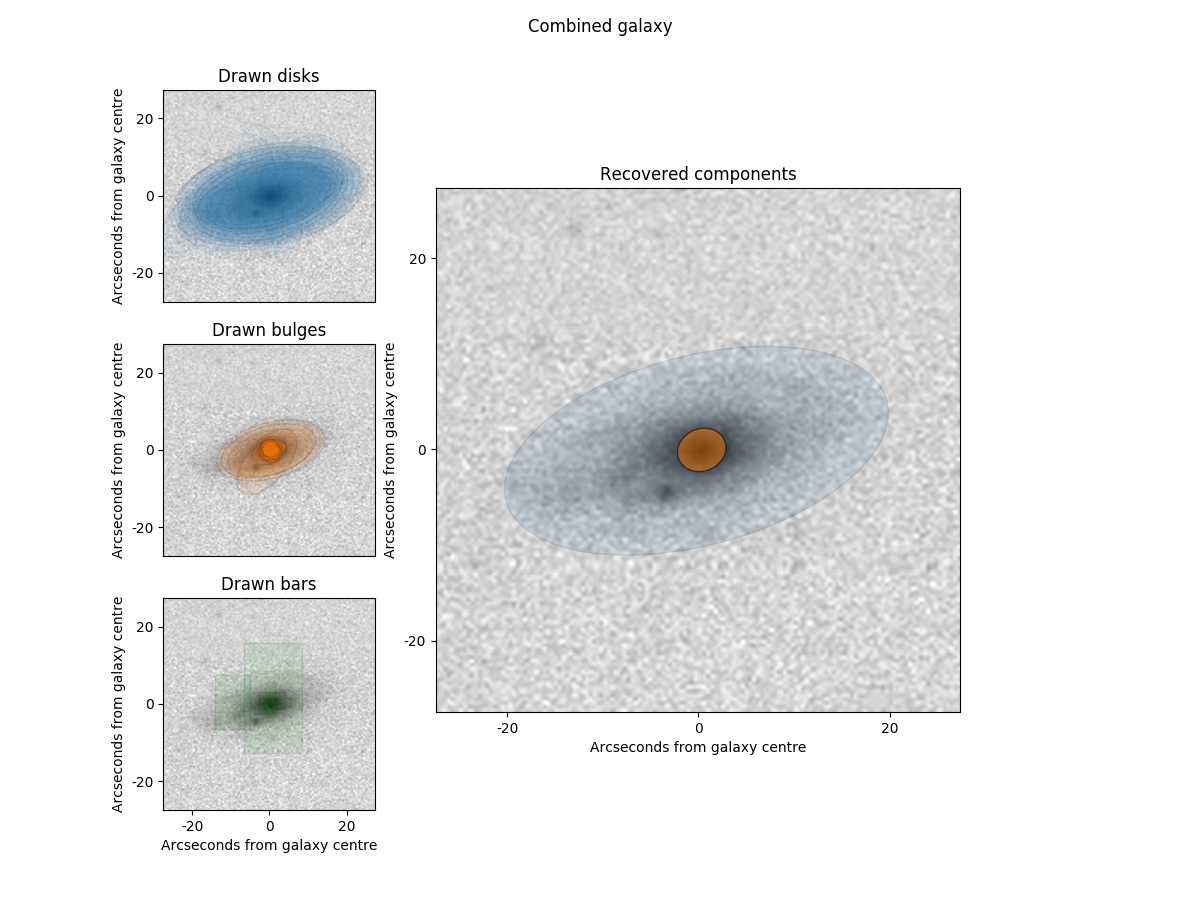 Combined galaxy
Drawn disks
Arcseconds from galaxy centre
20
0
-20
Drawn bulges
Arcseconds from galaxy centre
20
0
-20
Drawn bars
Arcseconds from galaxy centre
20
0
-20
-20 0 20
Arcseconds from galaxy centre
Recovered components
Arcseconds from galaxy centre
20
0
-20
-20 0 20
Arcseconds from galaxy centre